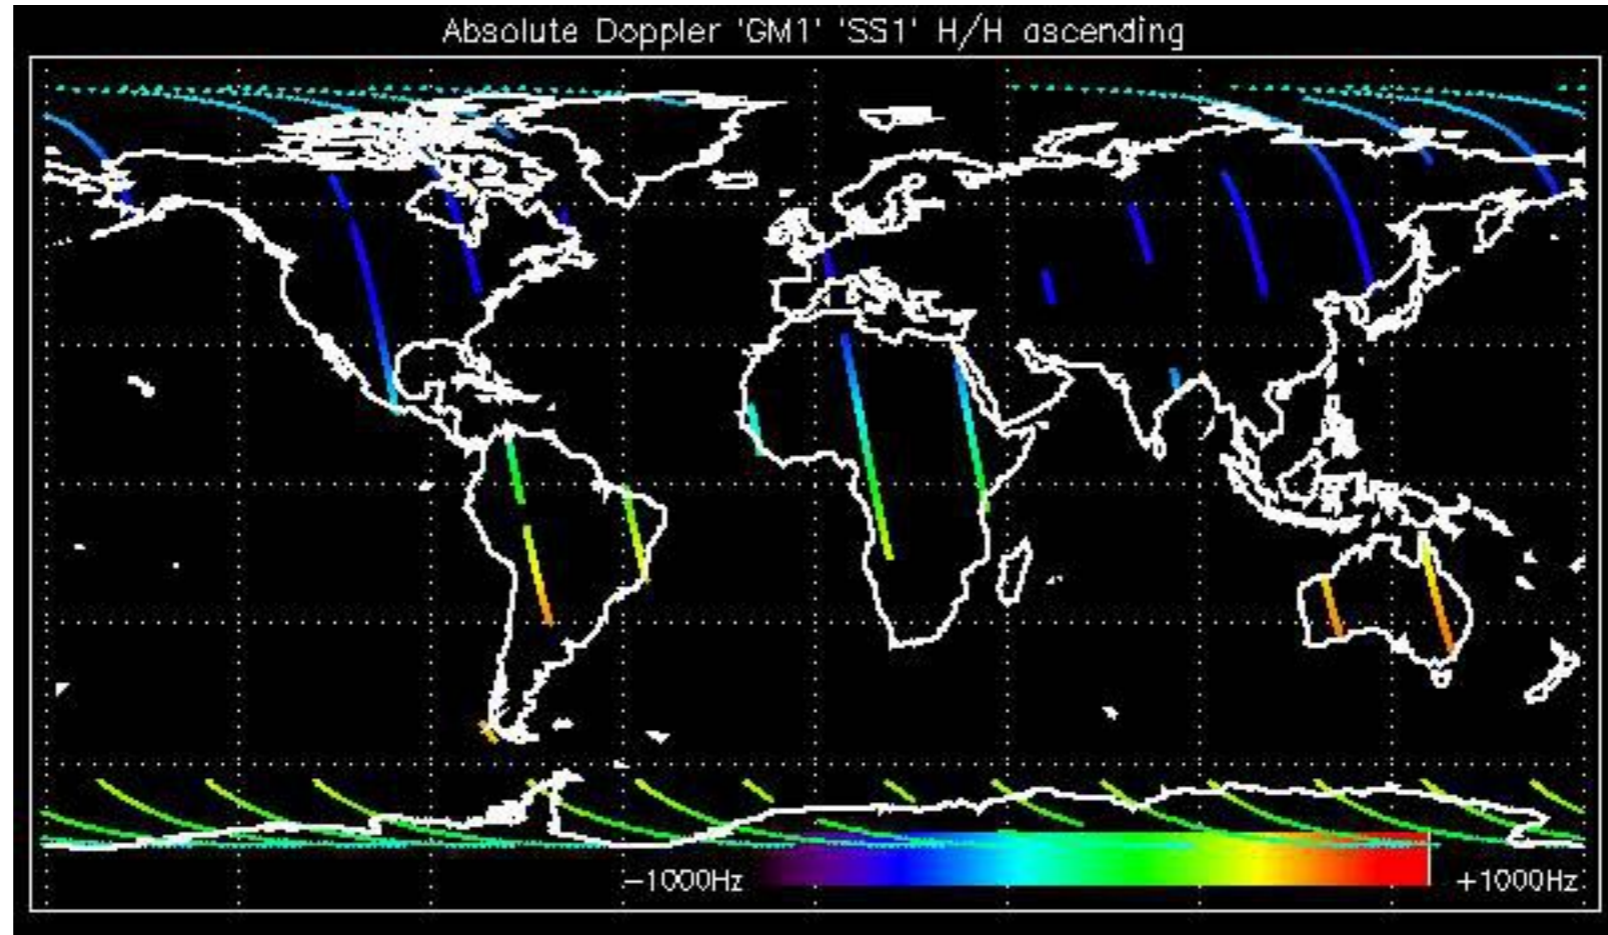 Absolute Doppler 'GM1' 'SS1' H/H ascending
−1000Hz +1000Hz